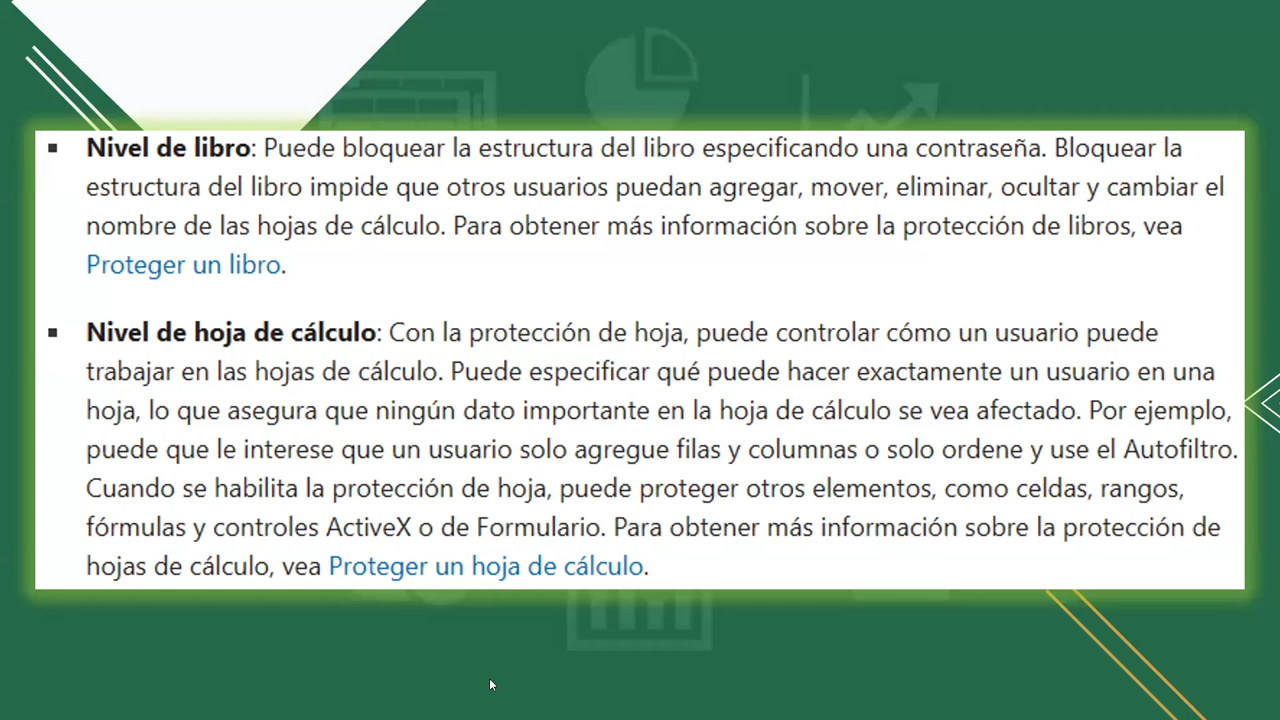 ▪ Nivel de libro: Puede bloquear la estructura del libro especificando una contraseña. Bloquear la
estructura del libro impide que otros usuarios puedan agregar, mover, eliminar, ocultar y cambiar el
nombre de las hojas de cálculo. Para obtener más información sobre la protección de libros, vea
Proteger un libro.
▪ Nivel de hoja de cálculo: Con la protección de hoja, puede controlar cómo un usuario puede
trabajar en las hojas de cálculo. Puede especificar qué puede hacer exactamente un usuario en una
hoja, lo que asegura que ningún dato importante en la hoja de cálculo se vea afectado. Por ejemplo,
puede que le interese que un usuario solo agregue filas y columnas o solo ordene y use el Autofiltro.
Cuando se habilita la protección de hoja, puede proteger otros elementos, como celdas, rangos,
fórmulas y controles ActiveX o de Formulario. Para obtener más información sobre la protección de
hojas de cálculo, vea Proteger un hoja de cálculo.